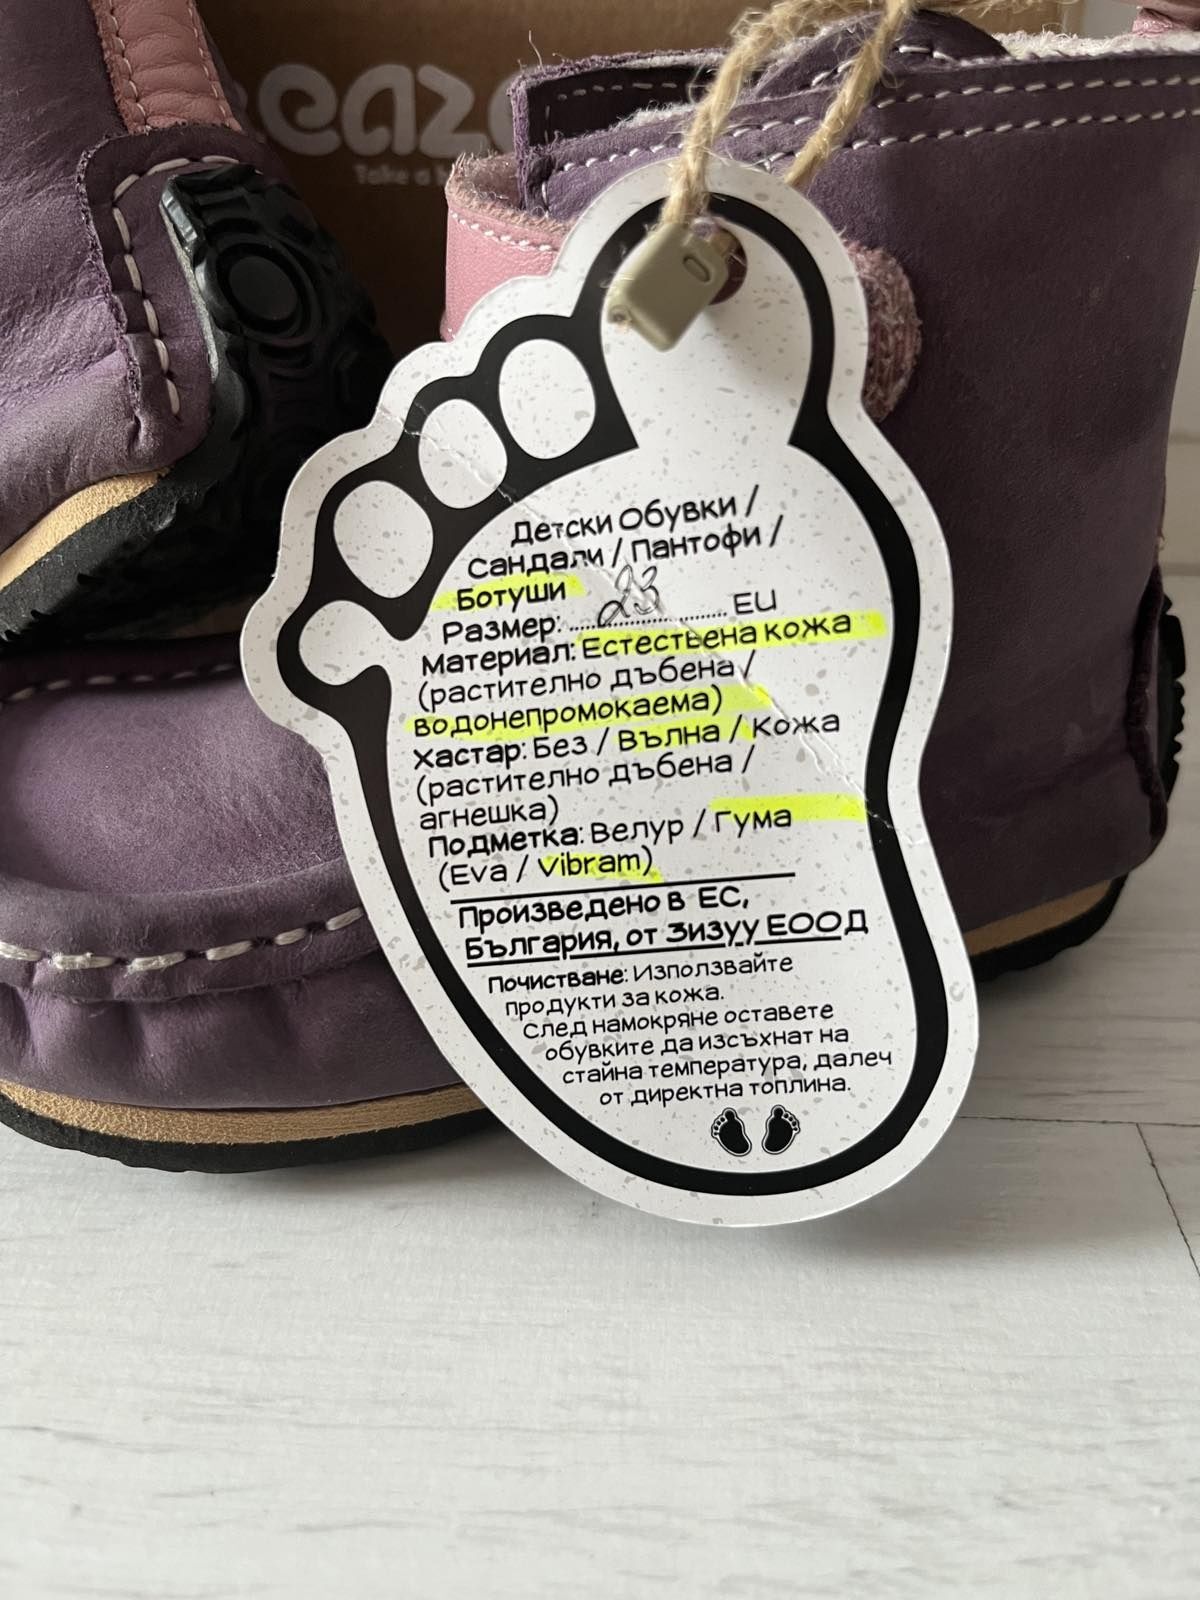 Take a
Детски Обувки /
Сандали / Пантофи /
Ботуши
Размер: 23 EU
Материал: Естествена кожа
(растително дъбена /
водонепромокаема)
Хастар: Без / Вълна / Кожа
(растително дъбена /
агнешка)
Подметка: Велур / Гума
(Eva / Vibram)
Произведено в ЕС,
България, от Зизуу ЕООД
Почистване: Използвайте
продукти за кожа.
След намокряне оставете
обувките да изсъхнат на
стайна температура, далеч
от директна топлина.